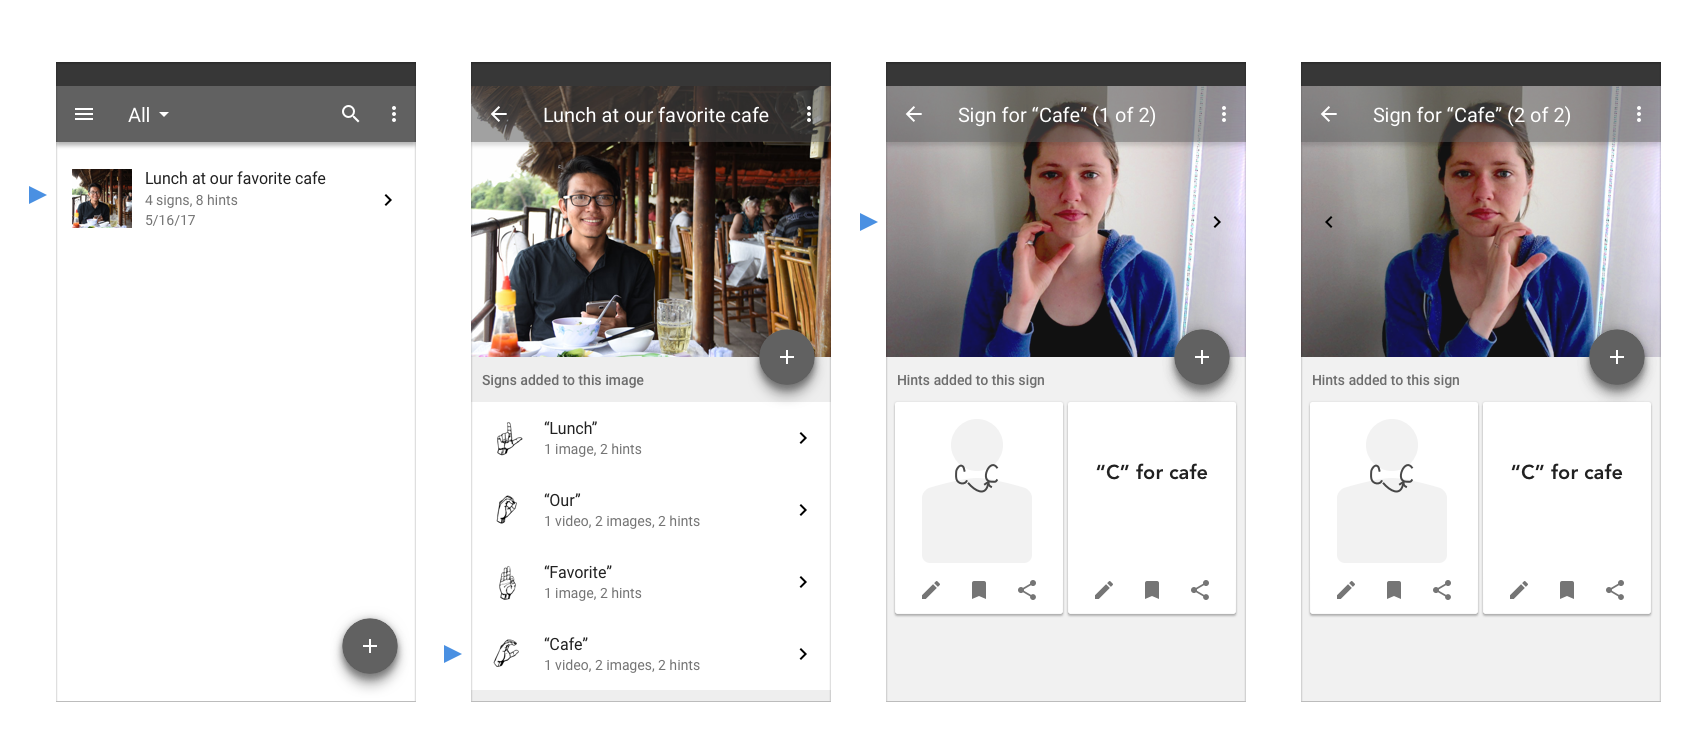 All
Lunch at our favorite cafe
4 signs, 8 hints
5/16/17
Lunch at our favorite cafe
Signs added to this image
“Lunch”
1 image, 2 hints
“Our”
1 video, 2 images, 2 hints
“Favorite”
1 image, 2 hints
“Cafe”
1 video, 2 images, 2 hints
Sign for “Cafe” (1 of 2)
Hints added to this sign
C C
“C” for cafe
Sign for “Cafe” (2 of 2)
Hints added to this sign
C C
“C” for cafe